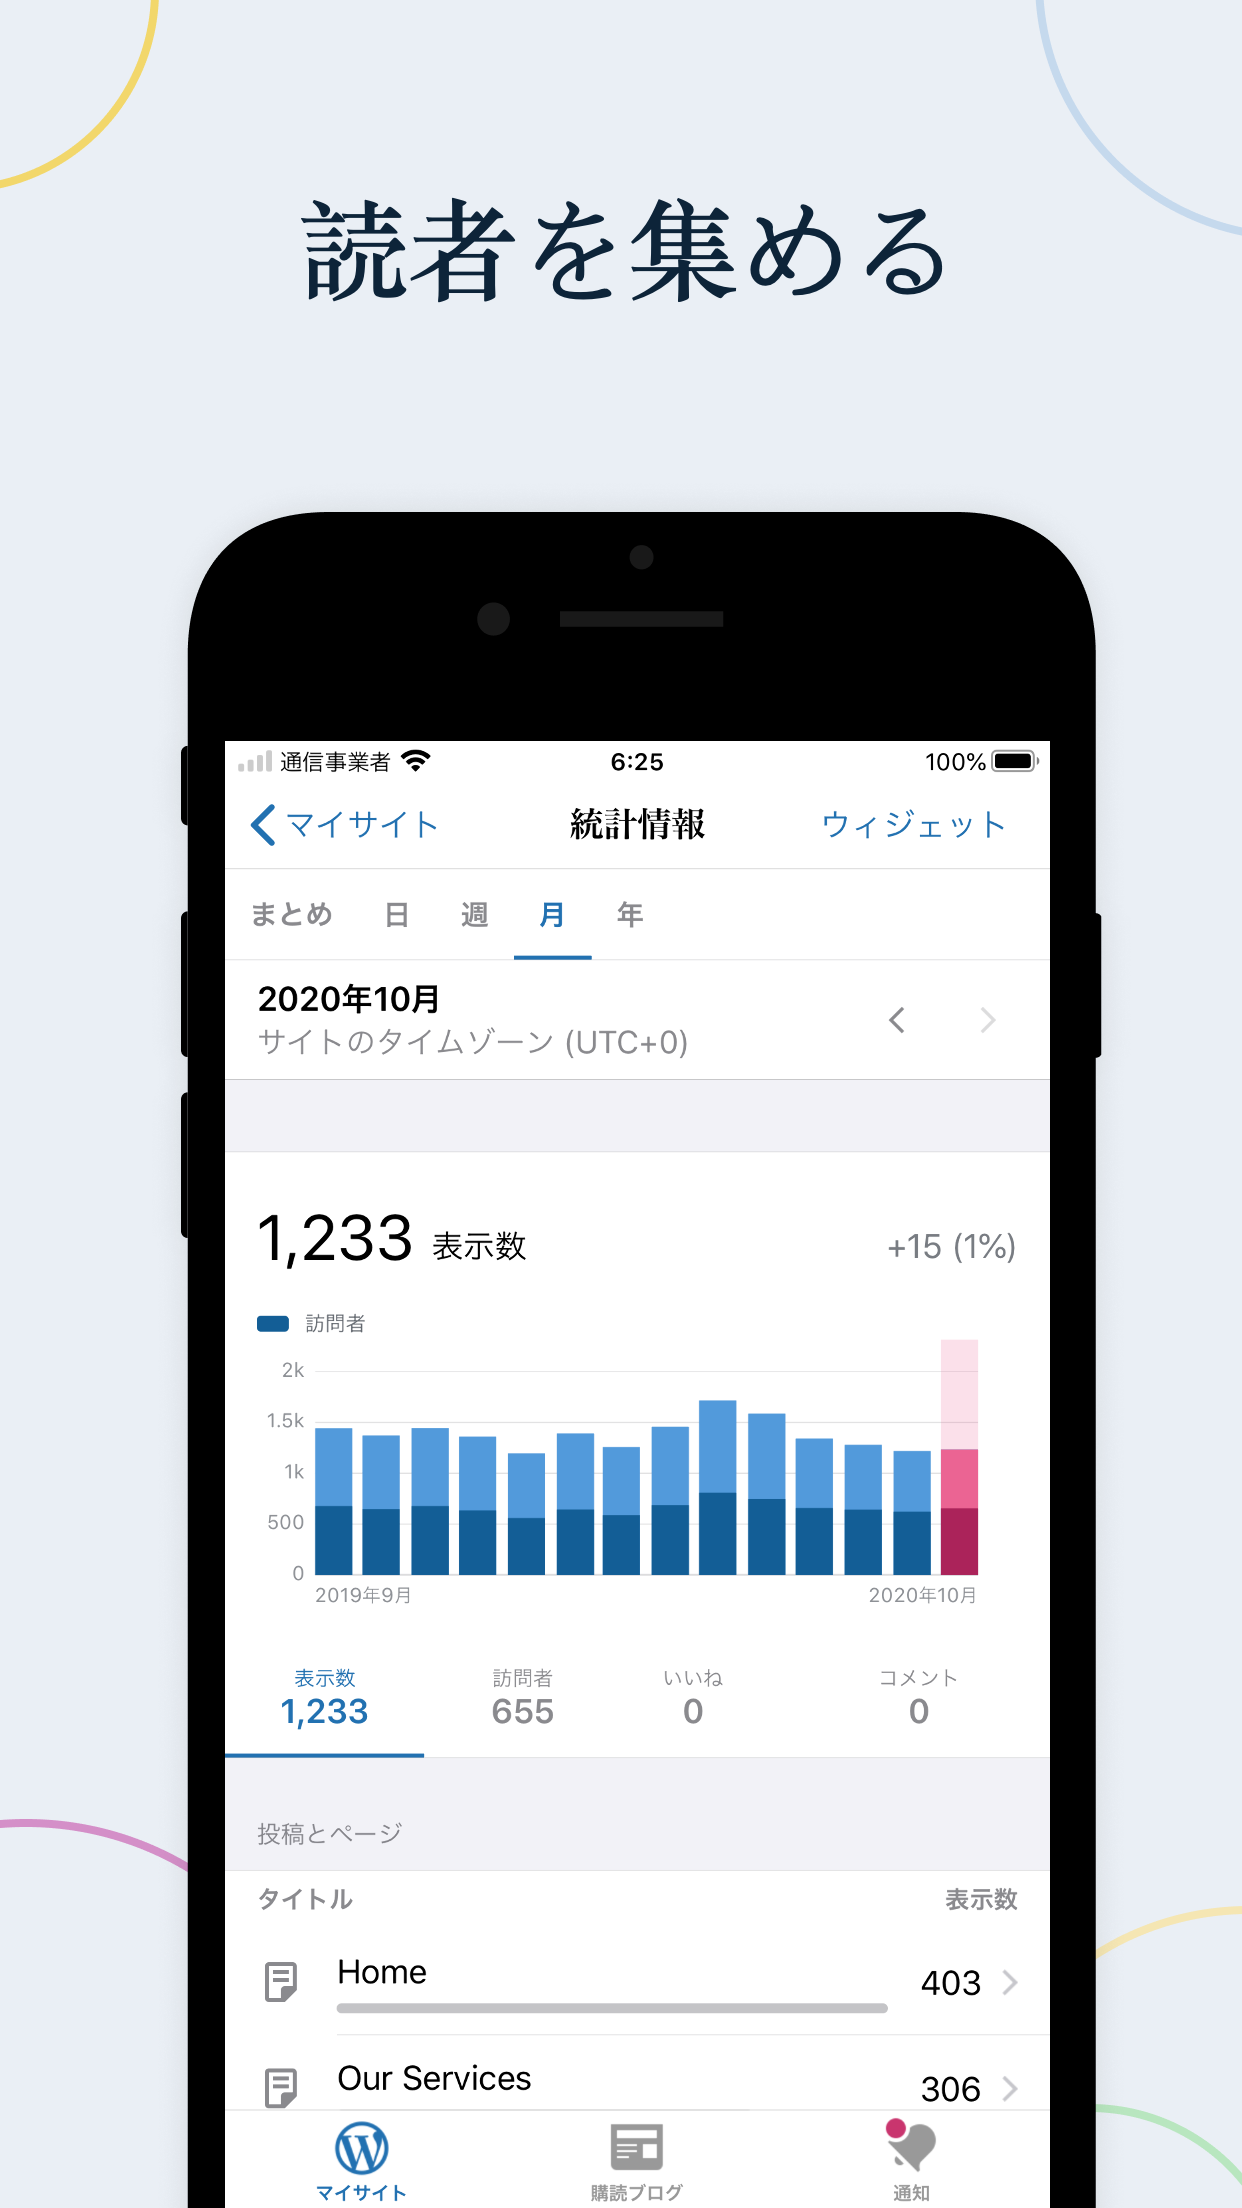 読者を集める
通信事業者 6:25 100%
マイサイト 統計情報 ウィジェット
まとめ 日 週 月 年
2020年10月
サイトのタイムゾーン (UTC+0)
1,233 表示数 +15 (1%)
訪問者
2k
1.5k
1k
500
0
2019年9月 2020年10月
表示数 訪問者 いいね コメント
1,233 655 0 0
投稿とページ
タイトル 表示数
Home 403
Our Services 306
マイサイト 購読ブログ 通知